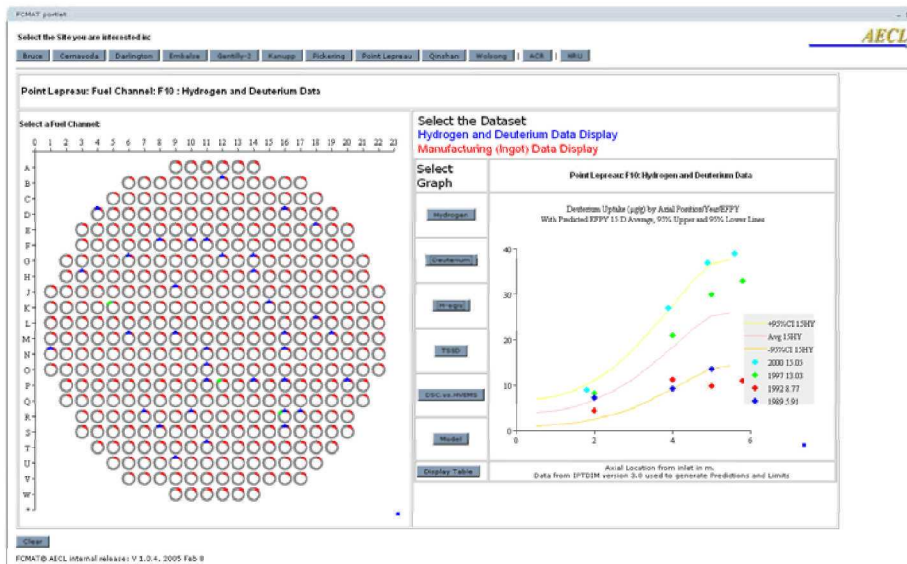 FCMAT portlet
Select the Site you are interested in:
AECL
Bruce Cernavoda Darlington Embalse Gentilly-2 Kanupp Pickering Point Lepreau Qinshan Wolsong | ACR | NRU
Point Lepreau: Fuel Channel: F10 : Hydrogen and Deuterium Data
Select a Fuel Channel:
0 1 2 3 4 5 6 7 8 9 10 11 12 13 14 15 16 17 18 19 20 21 22 23
A
B
C
D
E
F
G
H
J
K
L
M
N
O
P
Q
R
S
T
U
V
W
Select the Dataset
Hydrogen and Deuterium Data Display
Manufacturing (Ingot) Data Display
Select
Graph
Hydrogen
Deuterium
TSSD
DSC vs HVEMS
Model
Display Table
Point Lepreau: F10: Hydrogen and Deuterium Data
Deuterium Uptake (µg/g) by Axial Position/Year/EFPY
With Predicted EFPY 15 D Average, 95% Upper and 95% Lower Lines
40
30
20
10
0
0 2 4 6
+95%CI 15HY
Avg 15HY
-95%CI 15HY
2000 15.05
1997 13.03
1992 8.77
1989 5.91
Axial Location from inlet in m.
Data from IPTDIM version 3.0 used to generate Predictions and Limits
Clear
FCMAT© AECL internal release: V 1.0.4, 2005 Feb 8